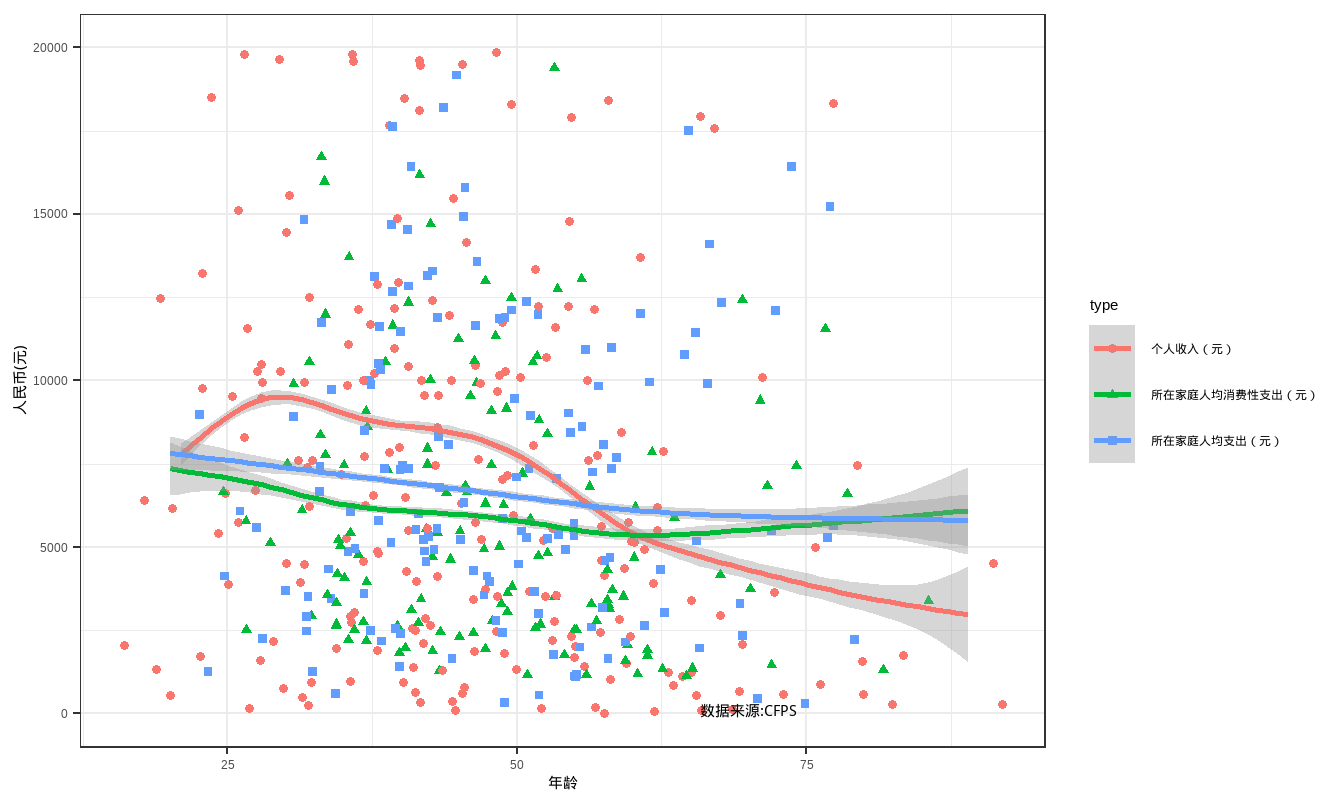 20000
15000
10000
5000
0
人民币(元)
25
50
75
年龄
数据来源:CFPS
type
个人收入（元）
所在家庭人均消费性支出（元）
所在家庭人均支出（元）